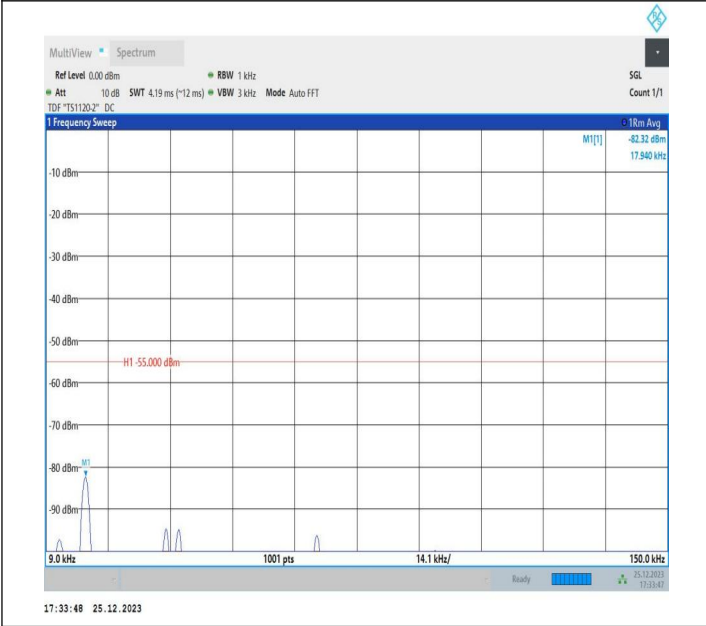 MultiView Spectrum
Ref Level 0.00 dBm RBW 1 kHz SGL
Att 10 dB SWT 4.19 ms (~12 ms) VBW 3 kHz Mode Auto FFT Count 1/1
TDF "TS1120-2" DC
1 Frequency Sweep 1Rm Avg
M1[1] -82.32 dBm
17.940 kHz
-10 dBm
-20 dBm
-30 dBm
-40 dBm
-50 dBm
H1 -55.000 dBm
-60 dBm
-70 dBm
-80 dBm
M1
-90 dBm
9.0 kHz 1001 pts 14.1 kHz/ 150.0 kHz
Ready 25.12.2023
17:33:47
17:33:48 25.12.2023